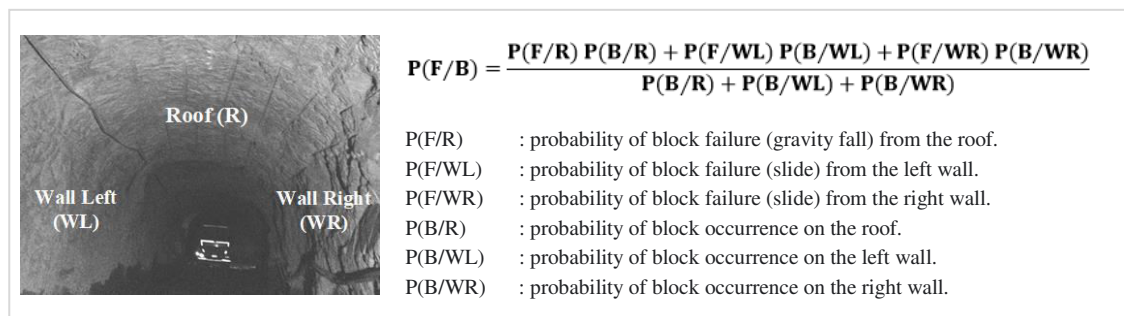 Roof (R)
Wall Left
(WL)
Wall Right
(WR)
P(F/B) = P(F/R) P(B/R) + P(F/WL) P(B/WL) + P(F/WR) P(B/WR)
P(B/R) + P(B/WL) + P(B/WR)
P(F/R) : probability of block failure (gravity fall) from the roof.
P(F/WL) : probability of block failure (slide) from the left wall.
P(F/WR) : probability of block failure (slide) from the right wall.
P(B/R) : probability of block occurrence on the roof.
P(B/WL) : probability of block occurrence on the left wall.
P(B/WR) : probability of block occurrence on the right wall.